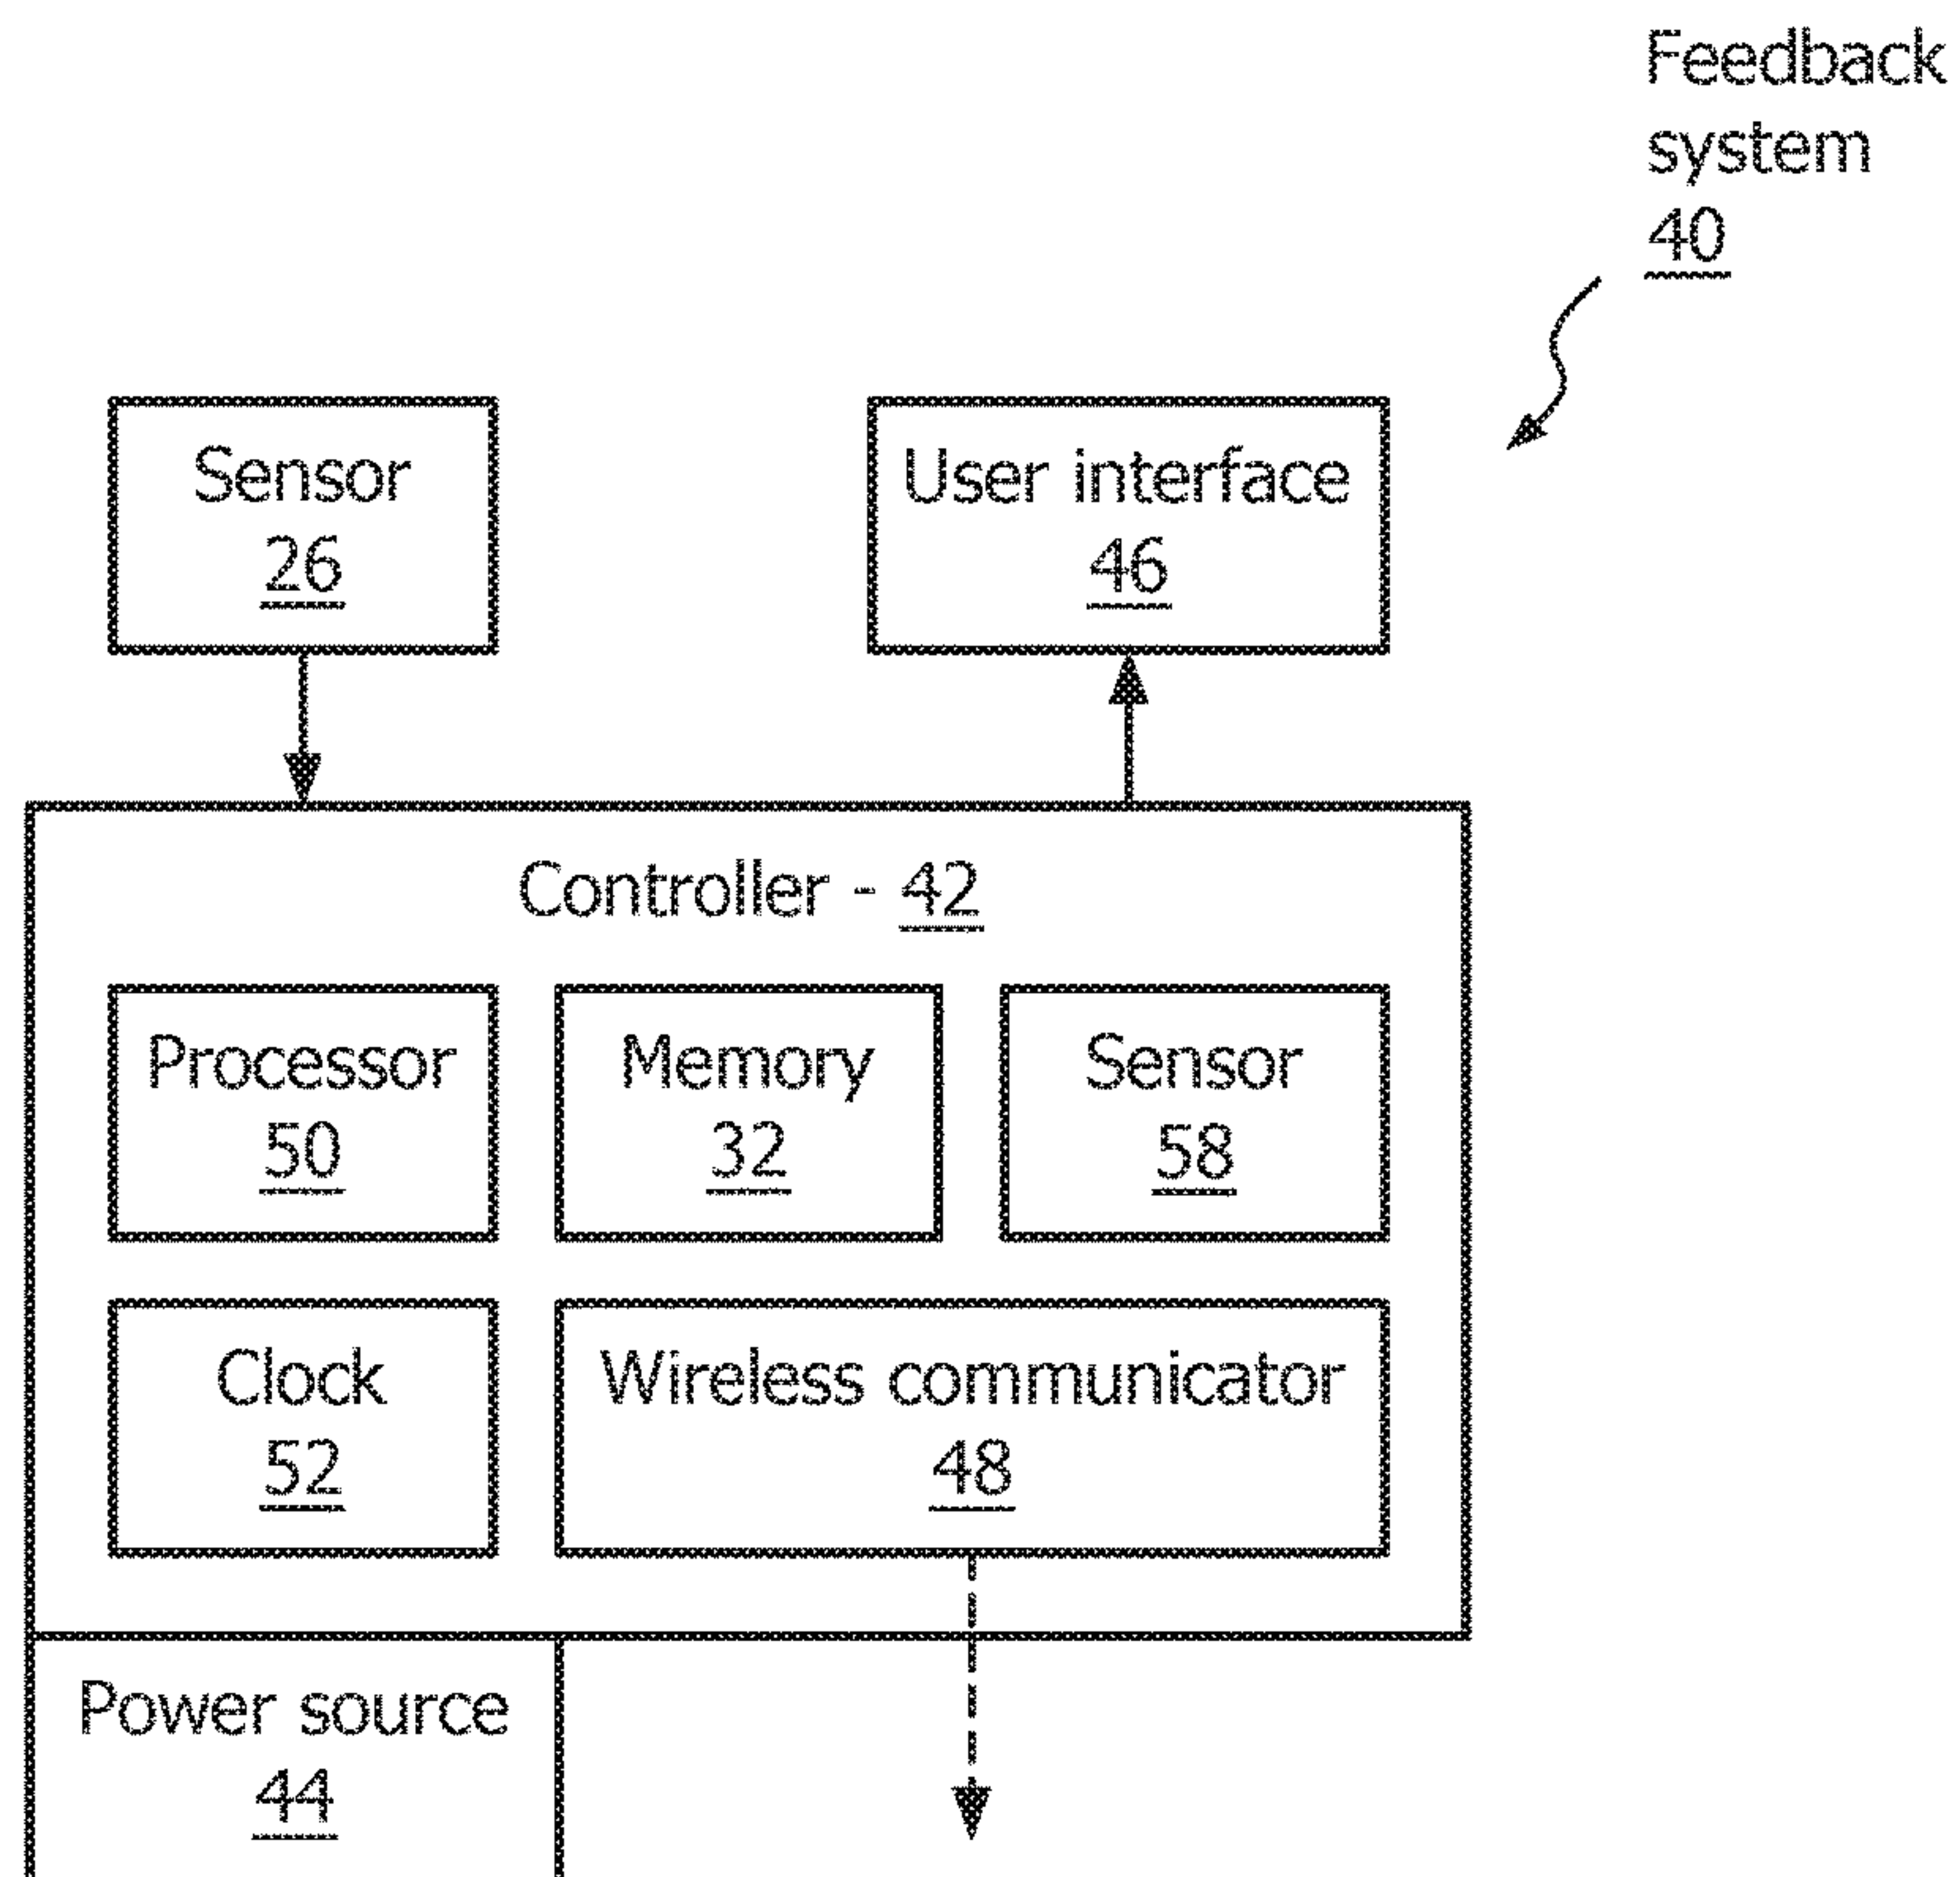 Feedback
system
40
Sensor
26
User interface
46
Controller - 42
Processor
50
Memory
32
Sensor
58
Clock
52
Wireless communicator
48
Power source
44